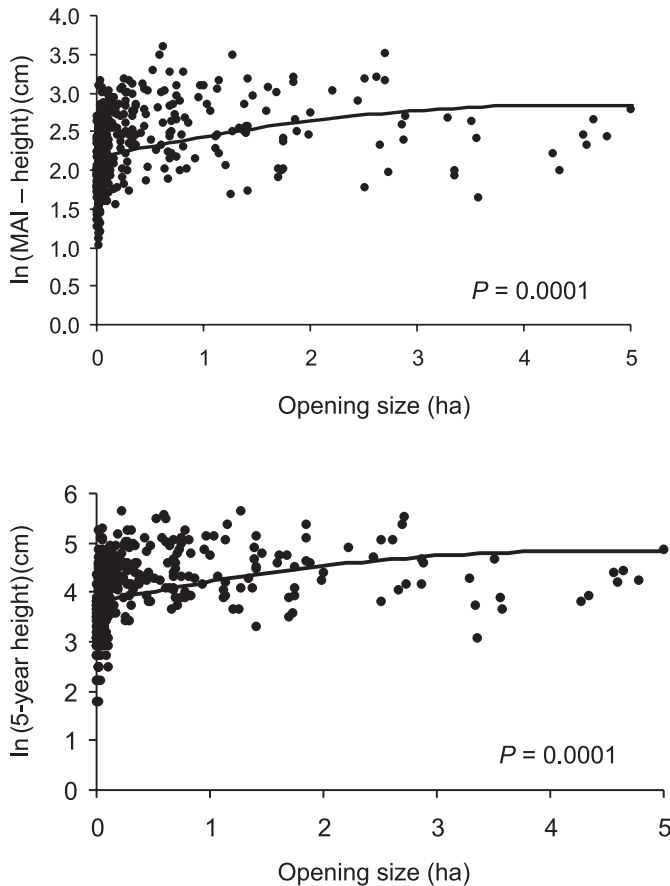 ln (MAI – height) (cm)
4.0
3.5
3.0
2.5
2.0
1.5
1.0
0.5
0.0
P = 0.0001
0 1 2 3 4 5
Opening size (ha)
ln (5-year height) (cm)
6
5
4
3
2
1
0
P = 0.0001
0 1 2 3 4 5
Opening size (ha)